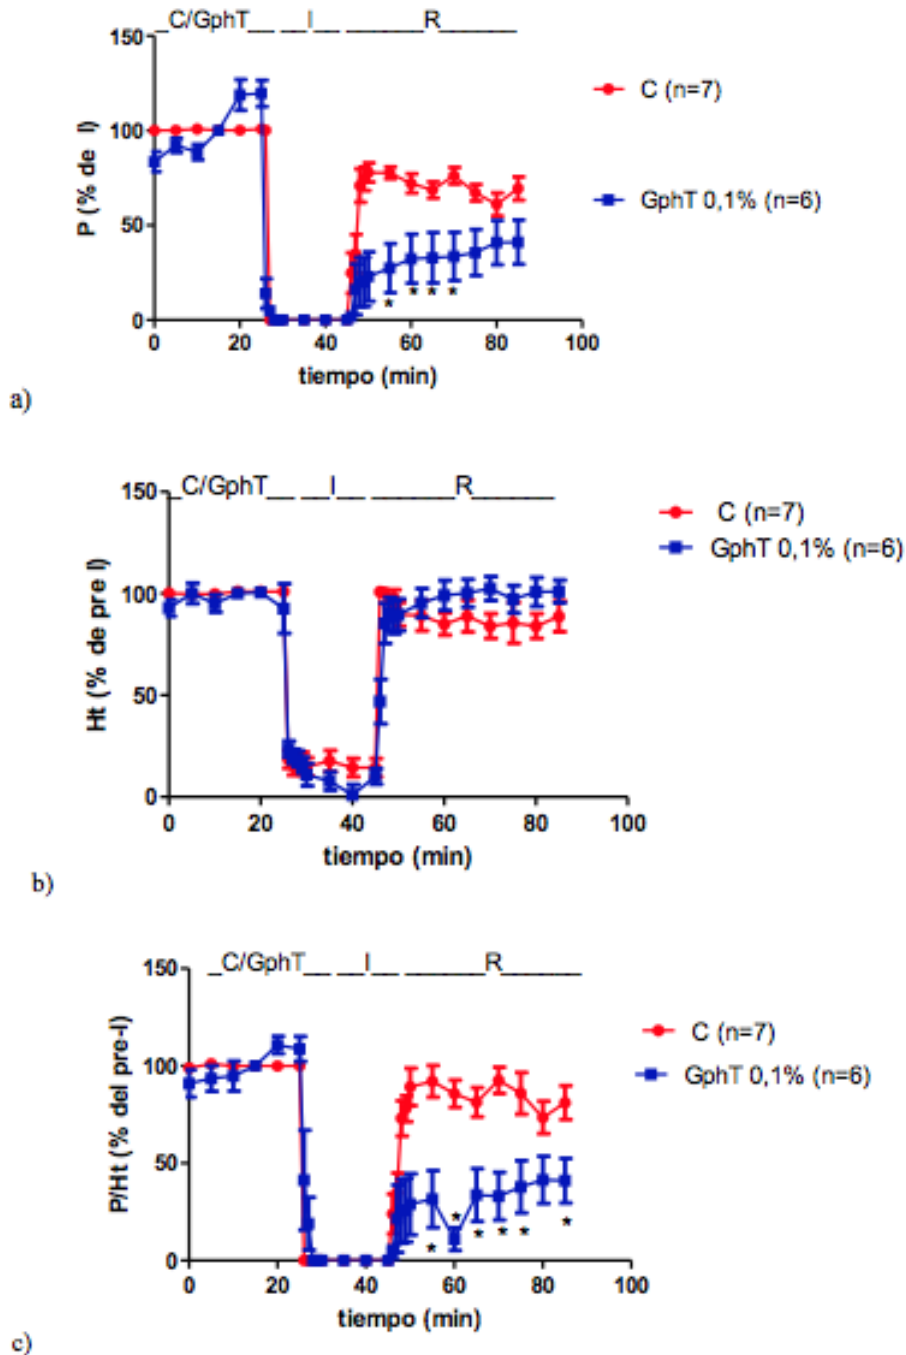 _C/GphT__ __I__ ______R______
150
100
50
0
P (% de I)
0 20 40 60 80 100
tiempo (min)
C (n=7)
GphT 0,1% (n=6)
* * * *
a)
_C/GphT__ __I__ ______R______
150
100
50
0
Ht (% de pre I)
0 20 40 60 80 100
tiempo (min)
C (n=7)
GphT 0,1% (n=6)
b)
_C/GphT__ __I__ ______R______
150
100
50
0
P/Ht (% del pre-I)
0 20 40 60 80 100
tiempo (min)
C (n=7)
GphT 0,1% (n=6)
* * * * * *
c)